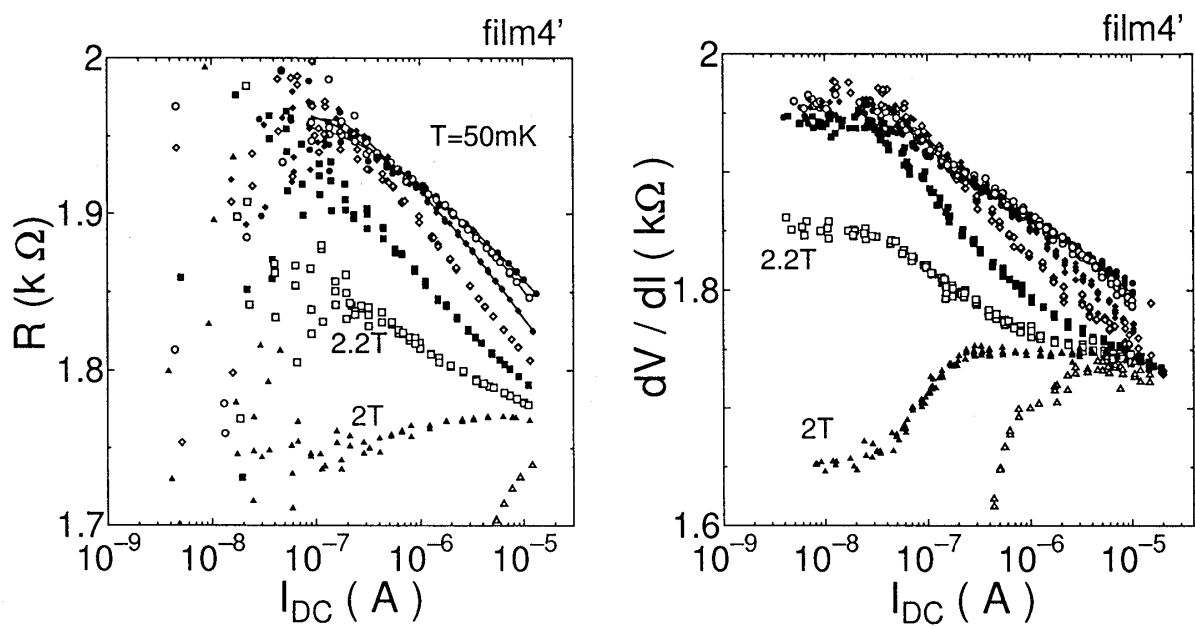 film4'
2
1.9
1.8
1.7
R (k Ω)
T=50mK
2.2T
2T
10⁻⁹ 10⁻⁸ 10⁻⁷ 10⁻⁶ 10⁻⁵
I_DC ( A )
film4'
2
1.8
1.6
dV / dI ( kΩ )
2.2T
2T
10⁻⁹ 10⁻⁸ 10⁻⁷ 10⁻⁶ 10⁻⁵
I_DC ( A )